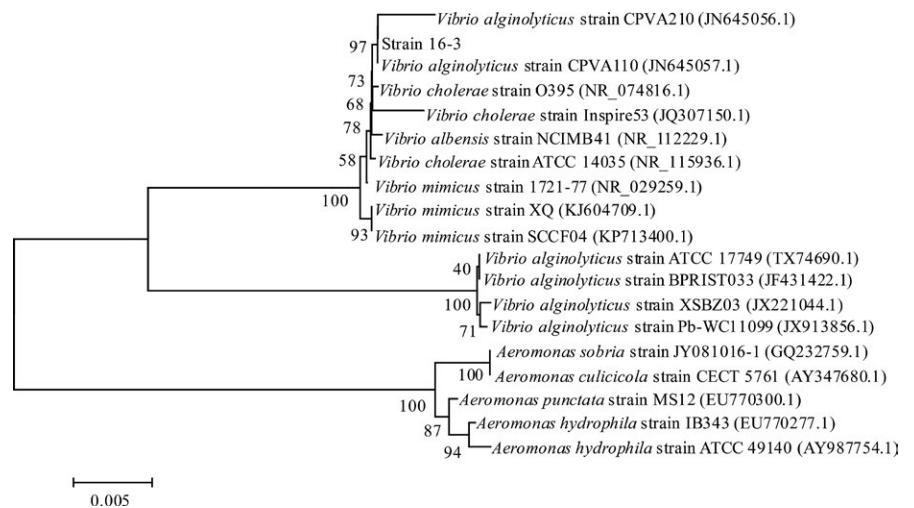 Vibrio alginolyticus strain CPVA210 (JN645056.1)
97
Strain 16-3
Vibrio alginolyticus strain CPVA110 (JN645057.1)
73
Vibrio cholerae strain O395 (NR_074816.1)
68
Vibrio cholerae strain Inspire53 (JQ307150.1)
78
Vibrio albensis strain NCIMB41 (NR_112229.1)
58
Vibrio cholerae strain ATCC 14035 (NR_115936.1)
Vibrio mimicus strain 1721-77 (NR_029259.1)
100
Vibrio mimicus strain XQ (KJ604709.1)
93
Vibrio mimicus strain SCCF04 (KP713400.1)
Vibrio alginolyticus strain ATCC 17749 (TX74690.1)
40
Vibrio alginolyticus strain BPRIST033 (JF431422.1)
100
Vibrio alginolyticus strain XSBZ03 (JX221044.1)
71
Vibrio alginolyticus strain Pb-WC11099 (JX913856.1)
Aeromonas sobria strain JY081016-1 (GQ232759.1)
100
Aeromonas culicicola strain CECT 5761 (AY347680.1)
100
Aeromonas punctata strain MS12 (EU770300.1)
87
Aeromonas hydrophila strain IB343 (EU770277.1)
94
Aeromonas hydrophila strain ATCC 49140 (AY987754.1)
0.005